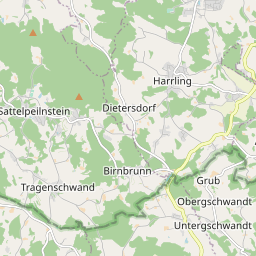 Harrling
Dietersdorf
Sattelpeilnstein
Birnbrunn
Grub
Tragenschwand
Obergschwandt
Untergschwandt